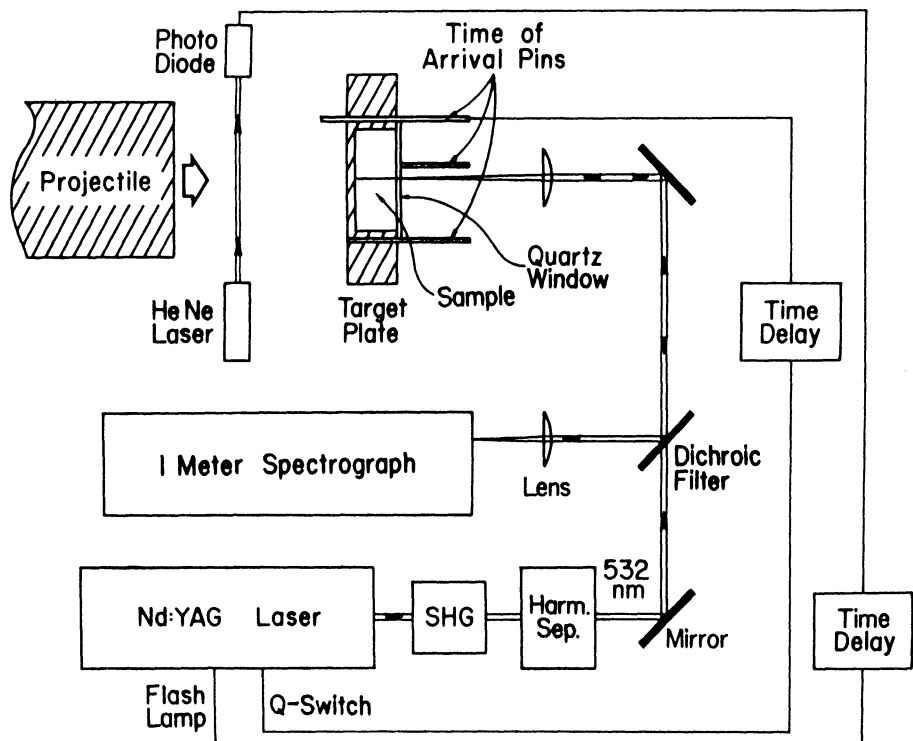 Photo
Diode
Time of
Arrival Pins
Projectile
Quartz
Window
Sample
He Ne
Laser
Target
Plate
Time
Delay
1 Meter Spectrograph
Lens
Dichroic
Filter
532
nm
Nd:YAG Laser
SHG
Harm.
Sep.
Mirror
Time
Delay
Flash
Lamp
Q-Switch